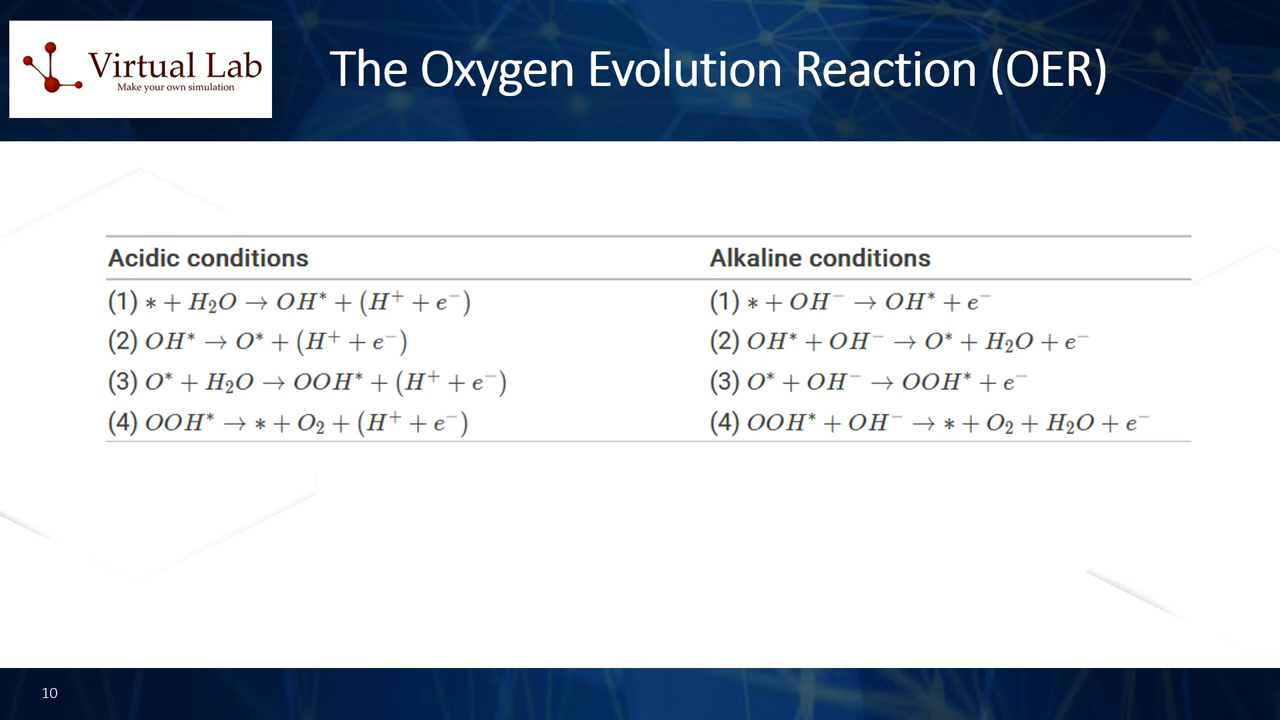 Virtual Lab
Make your own simulation
The Oxygen Evolution Reaction (OER)
Acidic conditions
(1) ∗ + H₂O → OH* + (H⁺ + e⁻)
(2) OH* → O* + (H⁺ + e⁻)
(3) O* + H₂O → OOH* + (H⁺ + e⁻)
(4) OOH* → ∗ + O₂ + (H⁺ + e⁻)
Alkaline conditions
(1) ∗ + OH⁻ → OH* + e⁻
(2) OH* + OH⁻ → O* + H₂O + e⁻
(3) O* + OH⁻ → OOH* + e⁻
(4) OOH* + OH⁻ → ∗ + O₂ + H₂O + e⁻
10